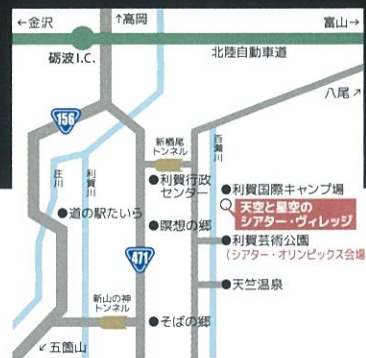 ←金沢
↑高岡
富山→
砺波I.C.
北陸自動車道
八尾↗
156
新楢尾
トンネル
百瀬川
庄川
利賀川
●利賀行政
センター
●利賀国際キャンプ場
天空と星空の
シアター・ヴィレッジ
●道の駅たいら
●瞑想の郷
●利賀芸術公園
(シアター・オリンピックス会場
471
●天竺温泉
新山の神
トンネル
●そばの郷
↙五箇山